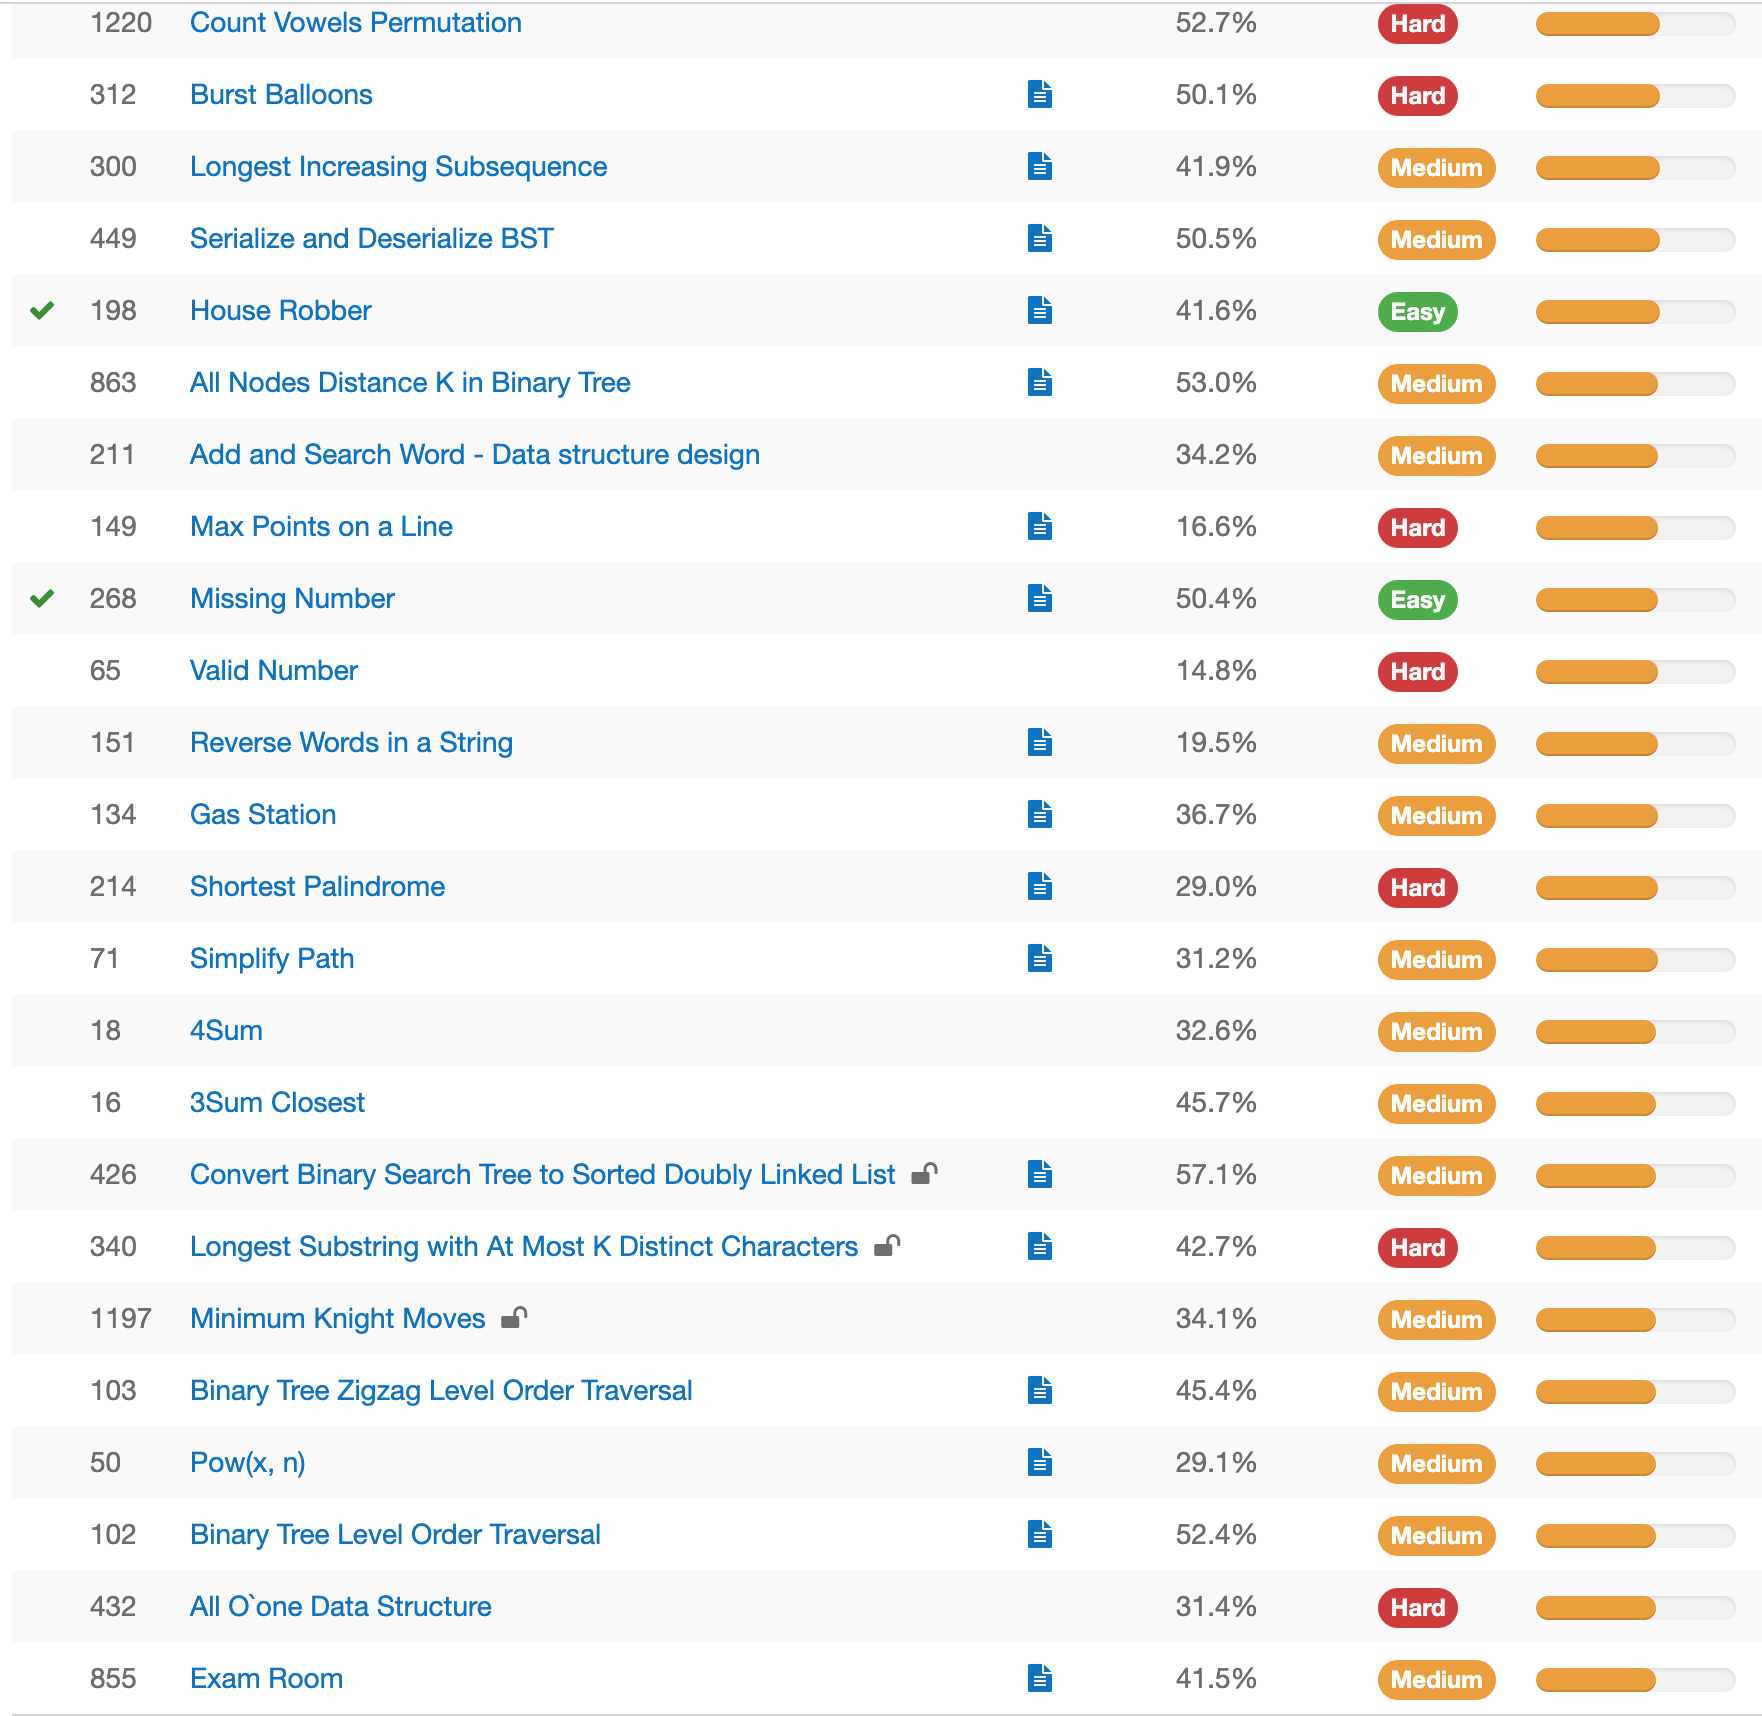 1220 Count Vowels Permutation 52.7% Hard
312 Burst Balloons 50.1% Hard
300 Longest Increasing Subsequence 41.9% Medium
449 Serialize and Deserialize BST 50.5% Medium
198 House Robber 41.6% Easy
863 All Nodes Distance K in Binary Tree 53.0% Medium
211 Add and Search Word - Data structure design 34.2% Medium
149 Max Points on a Line 16.6% Hard
268 Missing Number 50.4% Easy
65 Valid Number 14.8% Hard
151 Reverse Words in a String 19.5% Medium
134 Gas Station 36.7% Medium
214 Shortest Palindrome 29.0% Hard
71 Simplify Path 31.2% Medium
18 4Sum 32.6% Medium
16 3Sum Closest 45.7% Medium
426 Convert Binary Search Tree to Sorted Doubly Linked List 57.1% Medium
340 Longest Substring with At Most K Distinct Characters 42.7% Hard
1197 Minimum Knight Moves 34.1% Medium
103 Binary Tree Zigzag Level Order Traversal 45.4% Medium
50 Pow(x, n) 29.1% Medium
102 Binary Tree Level Order Traversal 52.4% Medium
432 All O`one Data Structure 31.4% Hard
855 Exam Room 41.5% Medium